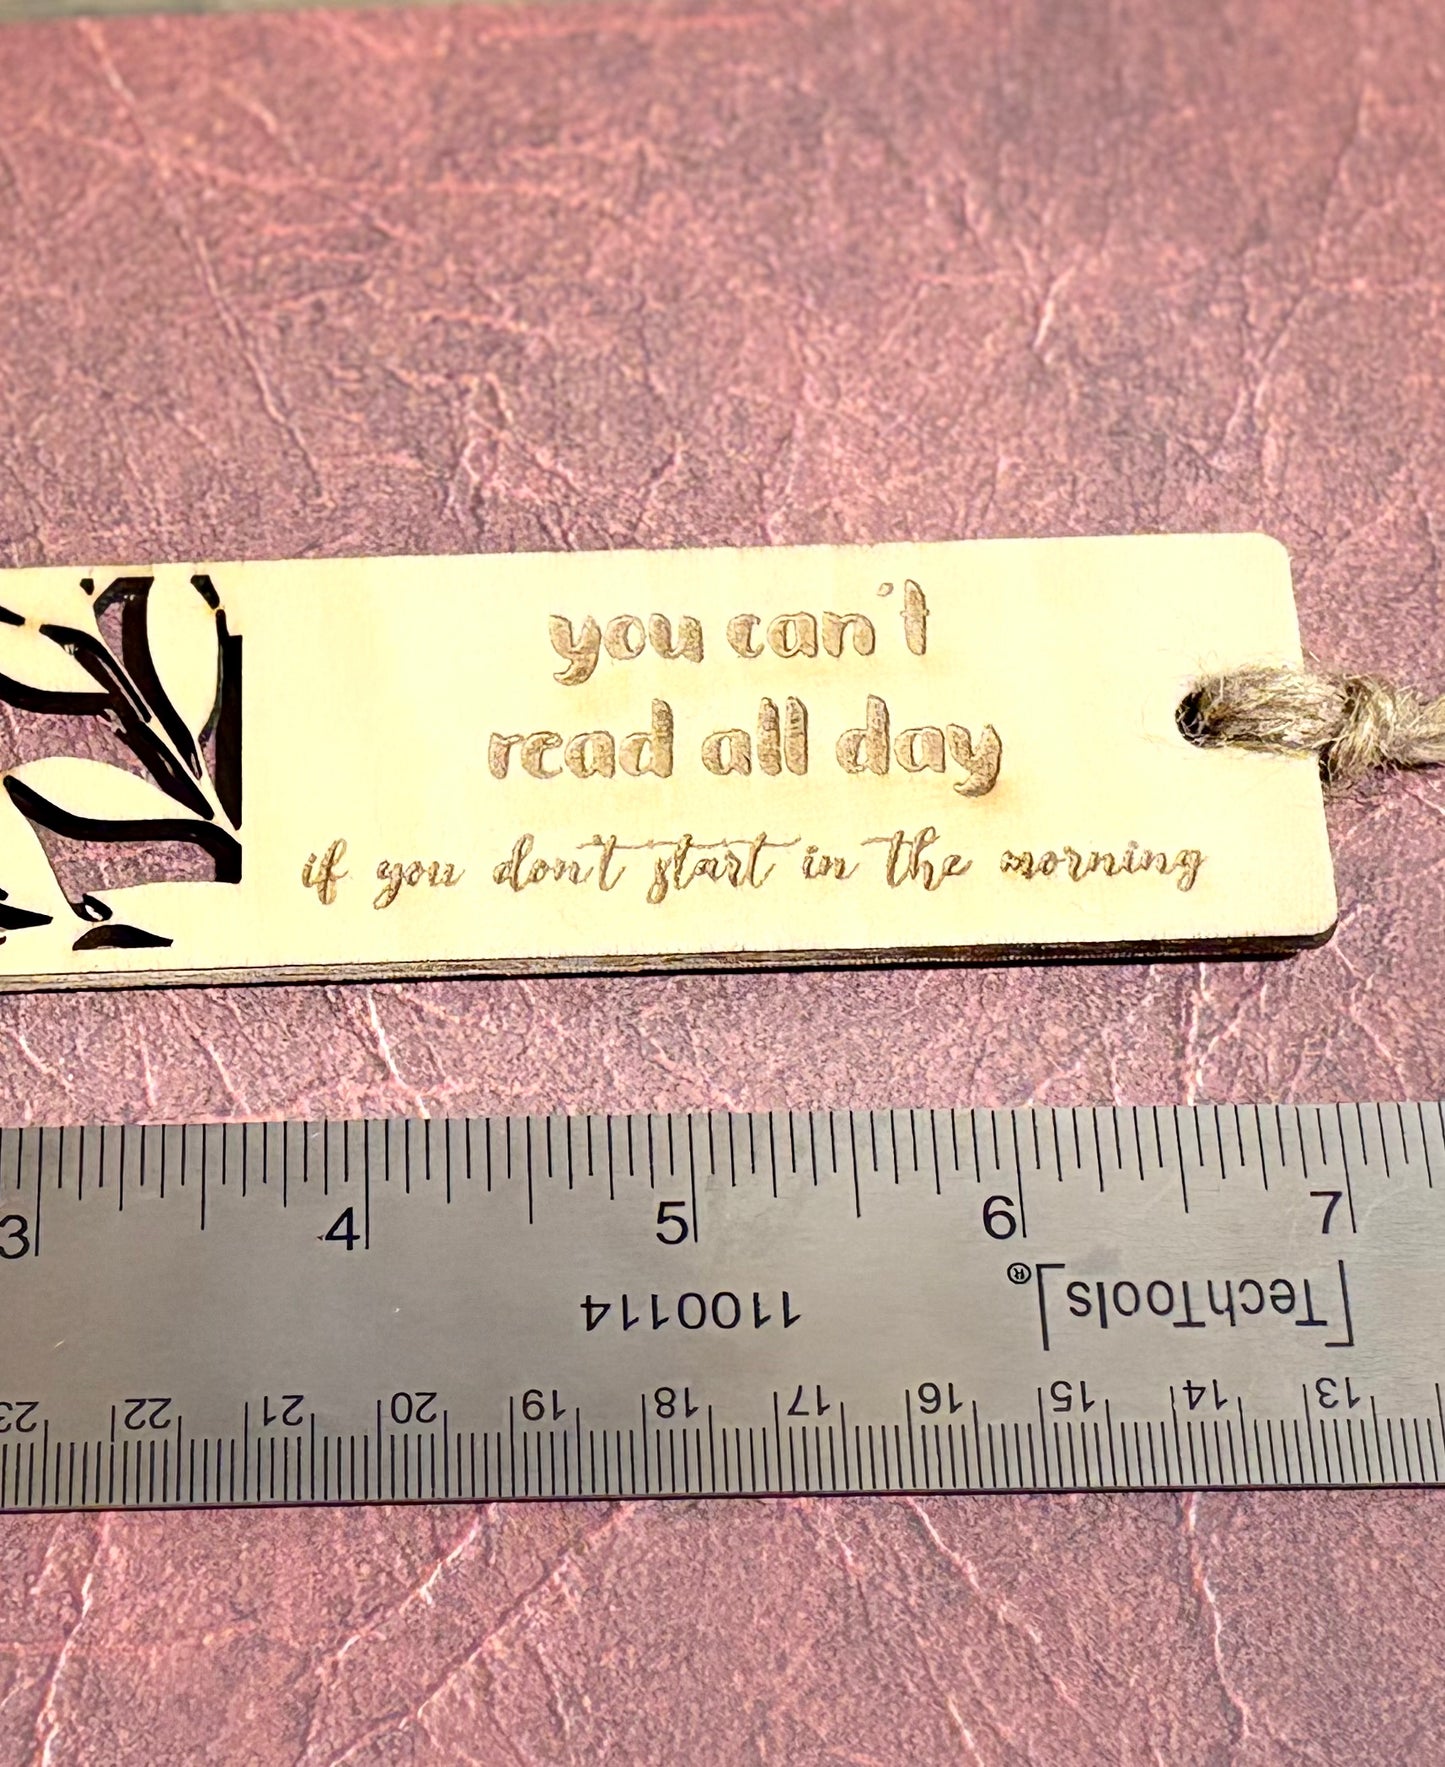 you can't
read all day
if you don't start in the morning
3 4 5 6 7
1100114
TechTools®
23 22 21 20 19 18 17 16 15 14 13